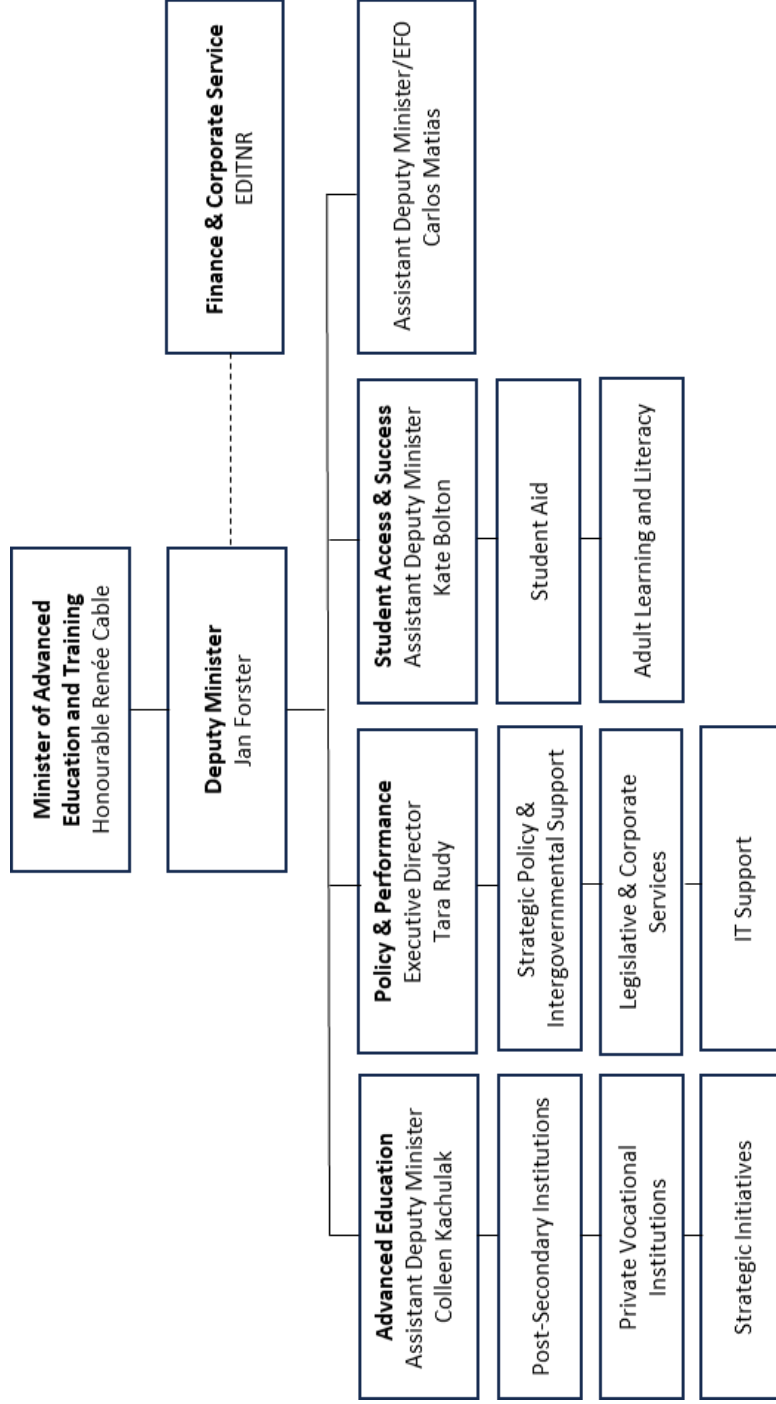 Minister of Advanced
Education and Training
Honourable Renée Cable
Deputy Minister
Jan Forster
Finance & Corporate Service
EDITNR
Advanced Education
Assistant Deputy Minister
Colleen Kachulak
Post-Secondary Institutions
Private Vocational
Institutions
Strategic Initiatives
Policy & Performance
Executive Director
Tara Rudy
Strategic Policy &
Intergovernmental Support
Legislative & Corporate
Services
IT Support
Student Access & Success
Assistant Deputy Minister
Kate Bolton
Student Aid
Adult Learning and Literacy
Assistant Deputy Minister/EFO
Carlos Matias